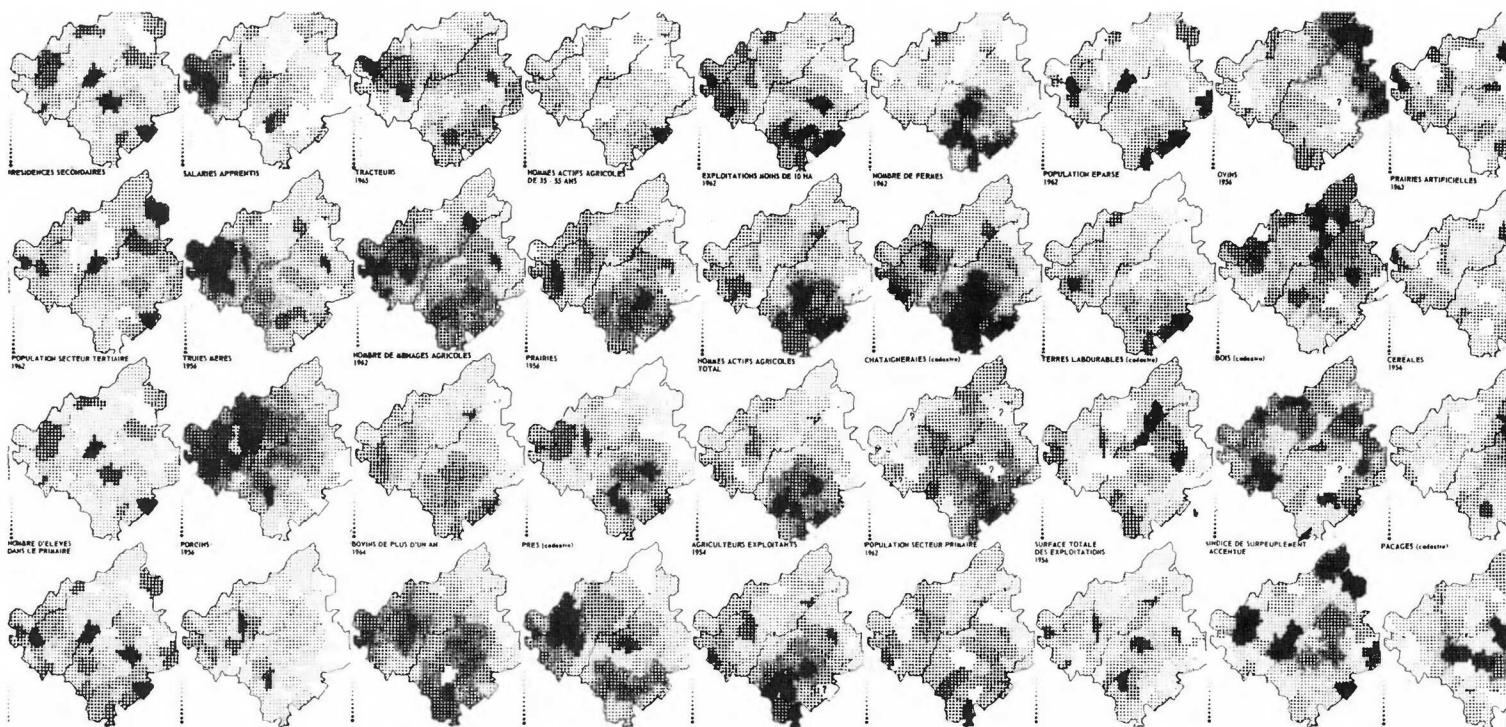 RESIDENCES SECONDAIRES
SALARIES APPRENTIS
TRACTEURS
1965
HOMMES ACTIFS AGRICOLES
DE 35 - 55 ANS
EXPLOITATIONS MOINS DE 10 HA
1962
NOMBRE DE FERMES
1962
POPULATION EPARSE
1962
?
OVINS
1956
PRAIRIES ARTIFICIELLES
1963
POPULATION SECTEUR TERTIAIRE
1962
TRUIES MERES
1956
NOMBRE DE MENAGES AGRICOLES
1962
PRAIRIES
1956
HOMMES ACTIFS AGRICOLES
TOTAL
CHATAIGNERAIES (cadastre)
TERRES LABOURABLES (cadastre)
BOIS (cadastre)
CEREALES
1956
NOMBRE D'ELEVES
DANS LE PRIMAIRE
PORCINS
1956
BOVINS DE PLUS D'UN AN
1964
PRES (cadastre)
AGRICULTEURS EXPLOITANTS
1954
? ? ?
POPULATION SECTEUR PRIMAIRE
1962
SURFACE TOTALE
DES EXPLOITATIONS
1956
?
INDICE DE SURPEUPLEMENT
ACCENTUE
PACAGES (cadastre)
?